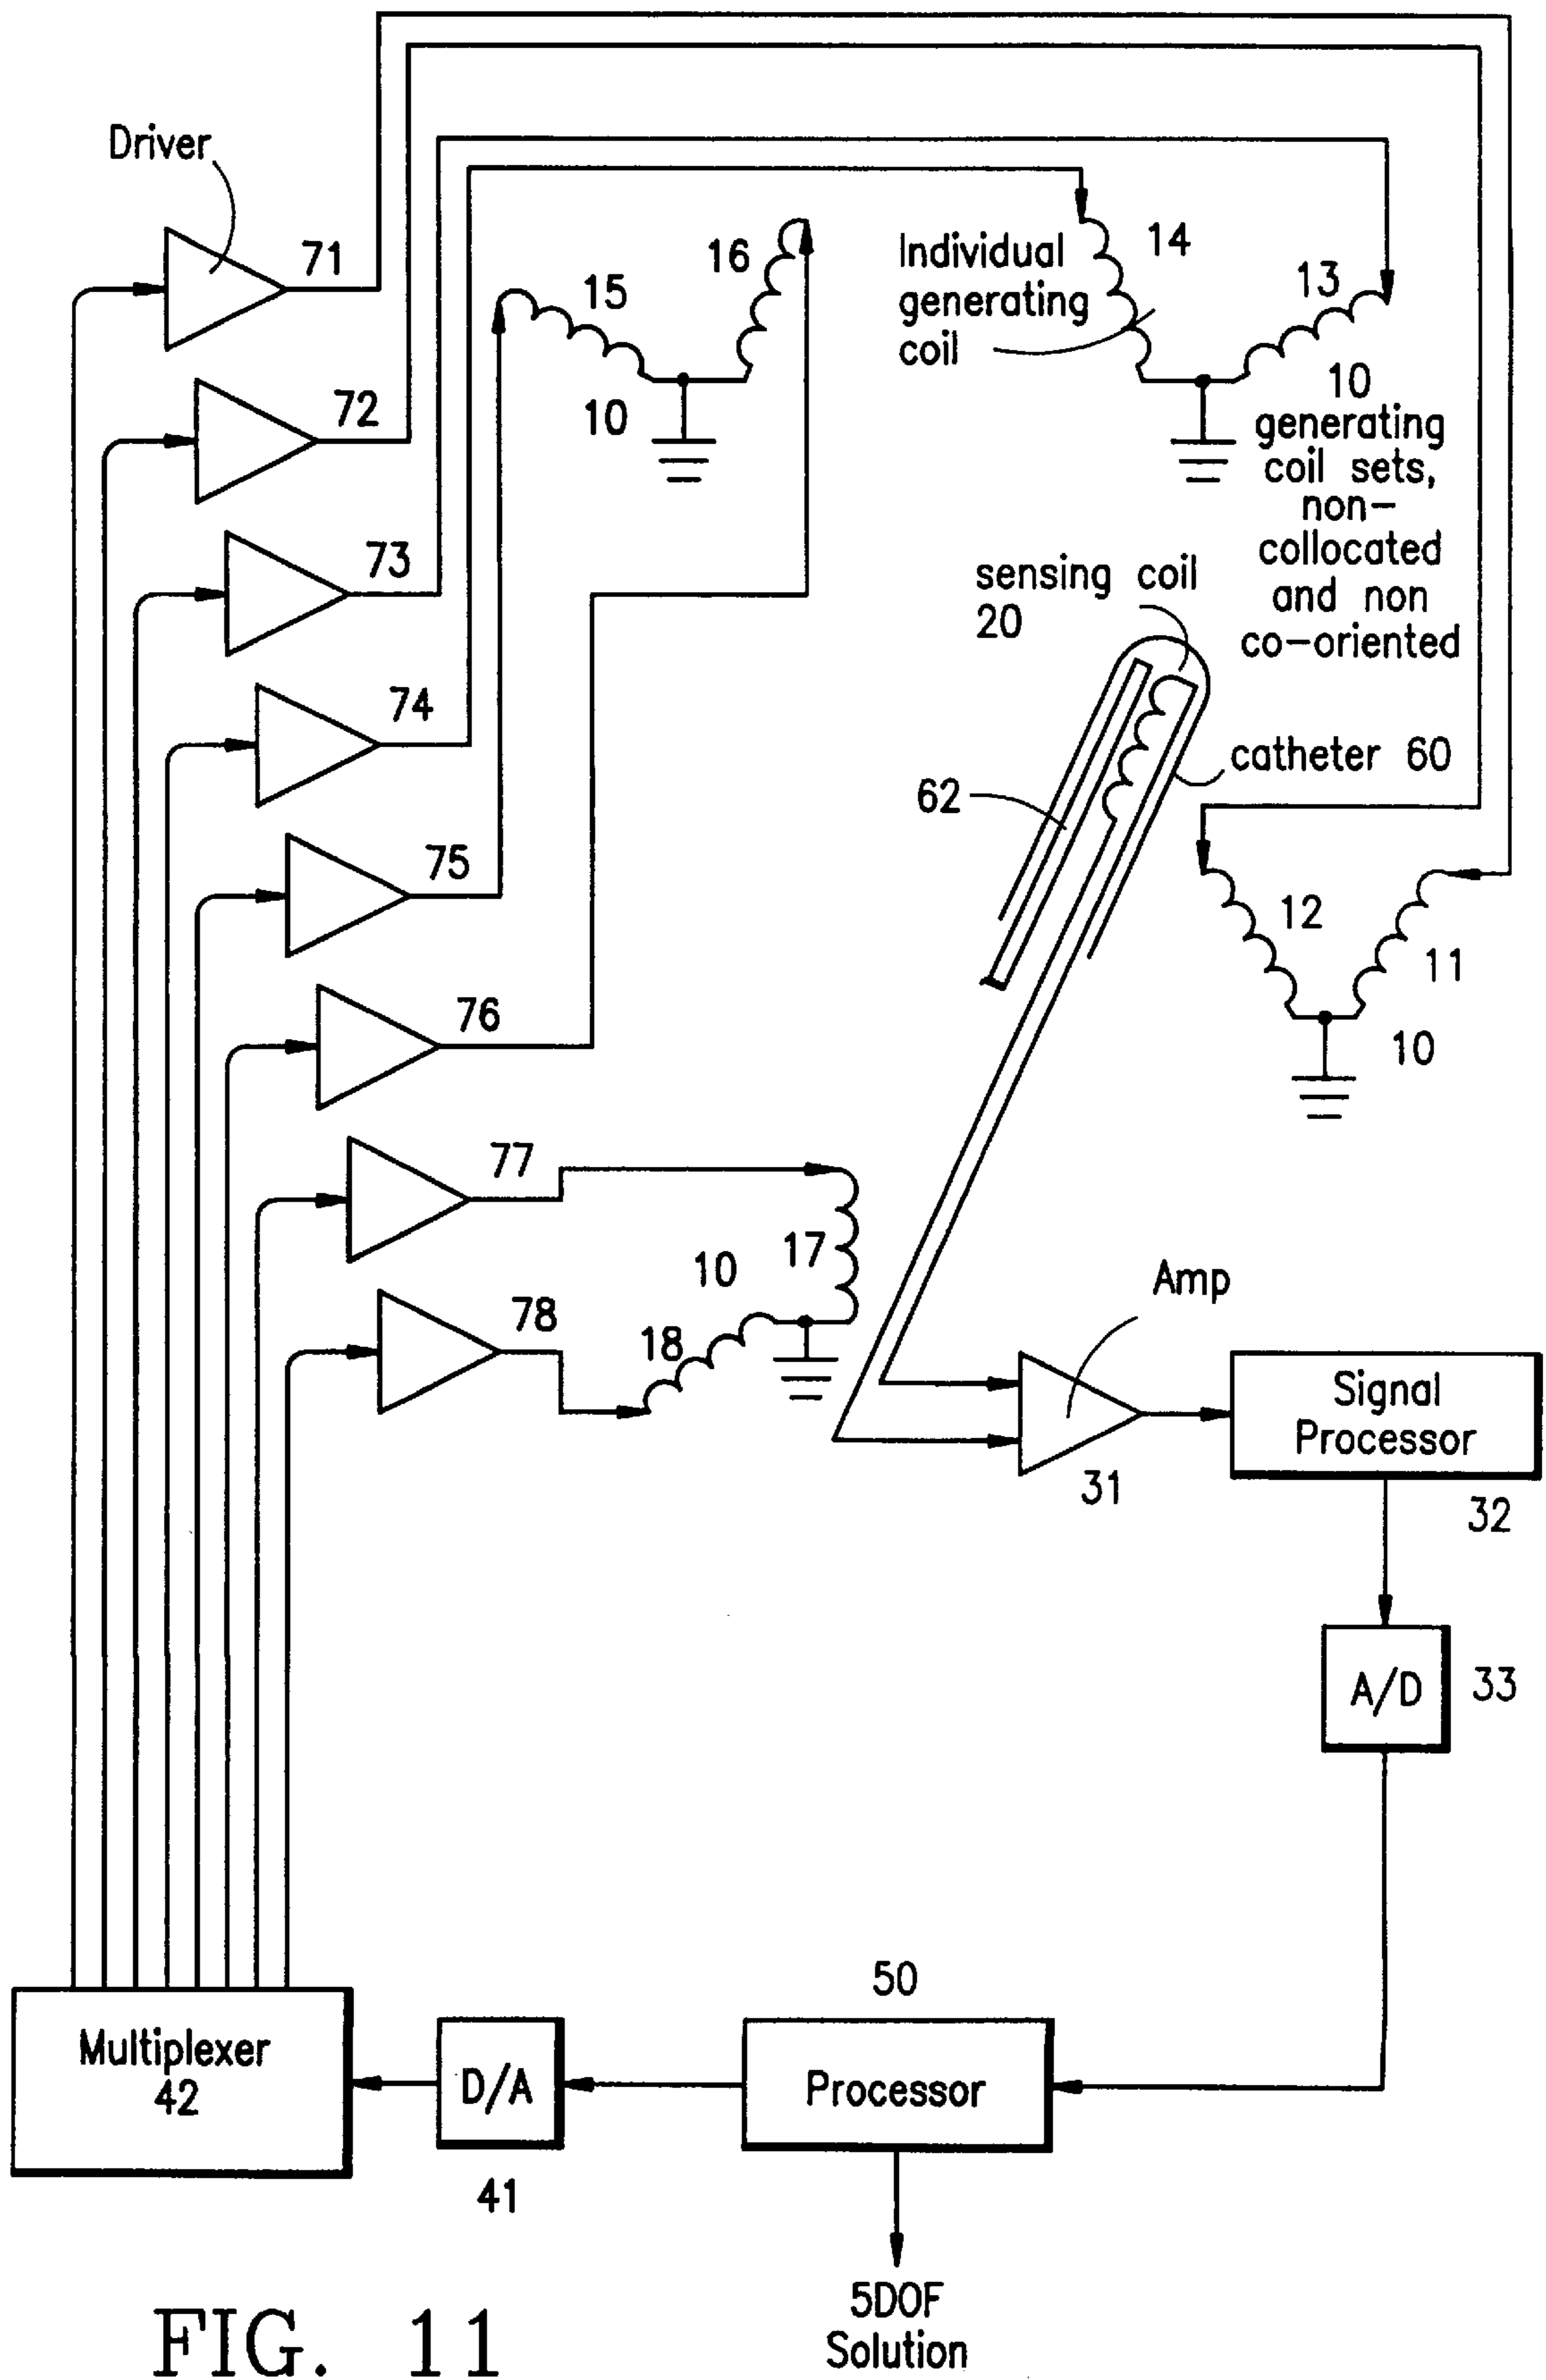 Driver
71
16
14
Individual
generating
coil
15
13
10
72
10
generating
coil sets,
non-
collocated
and non
co-oriented
73
sensing coil
20
74
catheter 60
62
75
12
11
76
10
77
17
10
Amp
78
18
Signal
Processor
31
32
A/D
33
50
Multiplexer
42
D/A
Processor
41
5DOF
Solution
FIG. 11